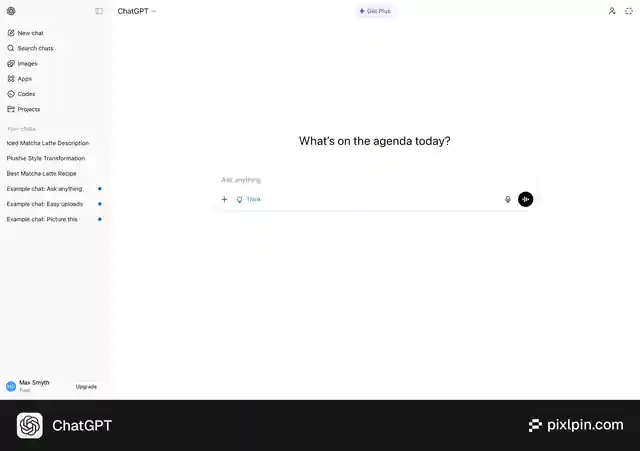 ChatGPT
Get Plus
New chat
Search chats
Images
Apps
Codex
Projects
Your chats
Iced Matcha Latte Description
Plushie Style Transformation
Best Matcha Latte Recipe
Example chat: Ask anything
Example chat: Easy uploads
Example chat: Picture this
What's on the agenda today?
Ask anything
Think
Max Smyth
Free
Upgrade
ChatGPT
pixlpin.com